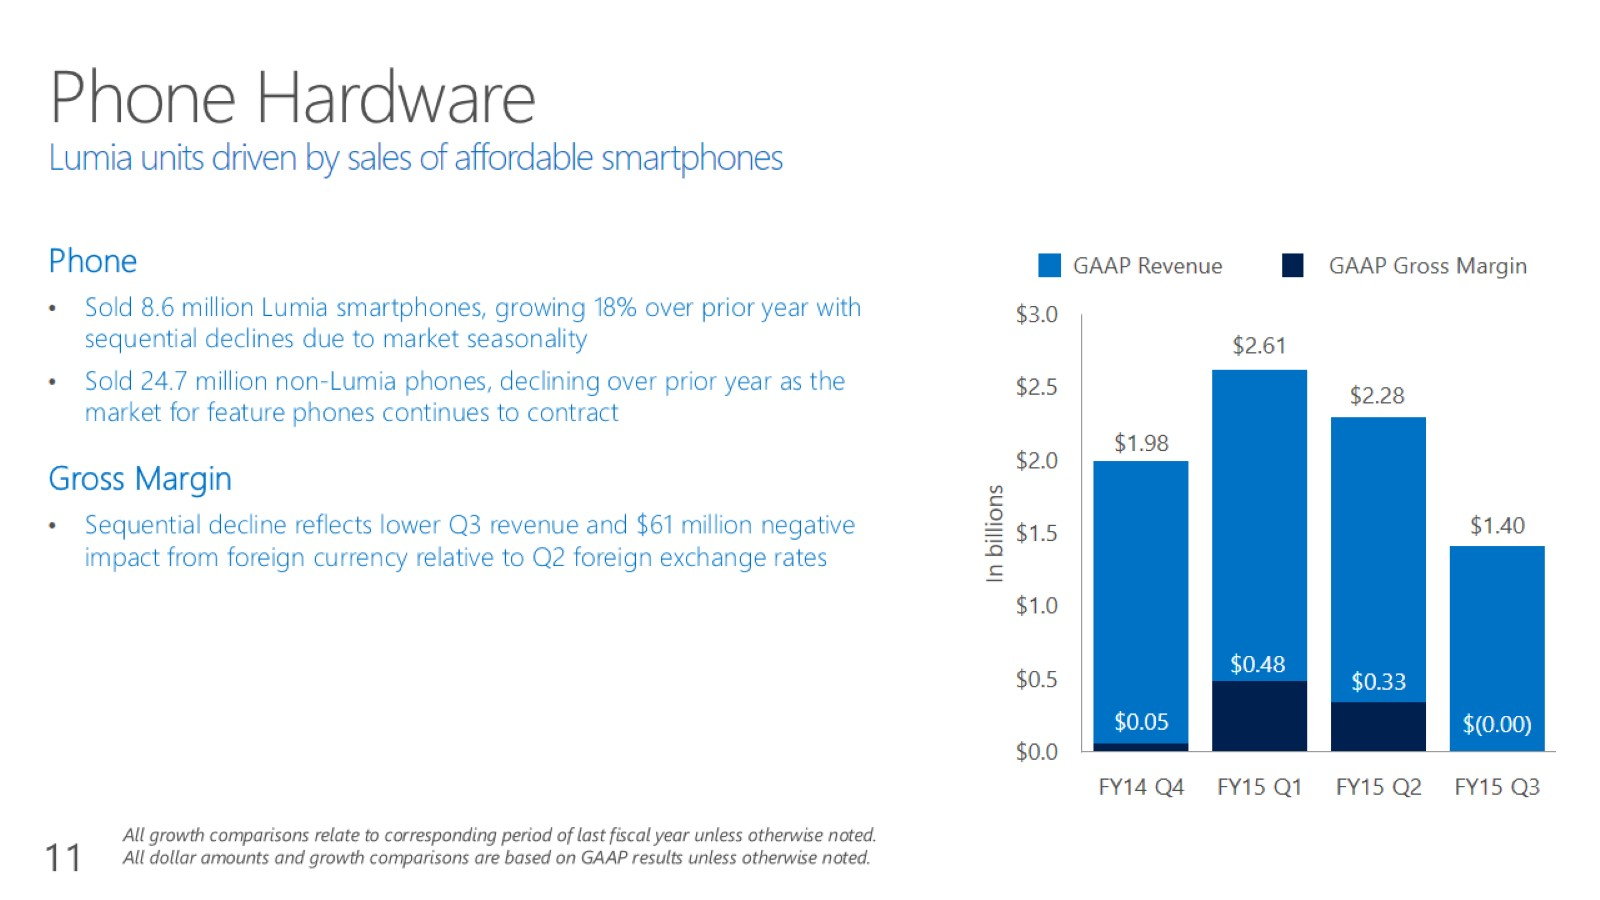 Phone Hardware
Lumia units driven by sales of affordable smartphones
Phone
• Sold 8.6 million Lumia smartphones, growing 18% over prior year with
sequential declines due to market seasonality
• Sold 24.7 million non-Lumia phones, declining over prior year as the
market for feature phones continues to contract
Gross Margin
• Sequential decline reflects lower Q3 revenue and $61 million negative
impact from foreign currency relative to Q2 foreign exchange rates
GAAP Revenue GAAP Gross Margin
In billions
$3.0
$2.5
$2.0
$1.5
$1.0
$0.5
$0.0
$1.98
$2.61
$2.28
$1.40
$0.05
$0.48
$0.33
$(0.00)
FY14 Q4 FY15 Q1 FY15 Q2 FY15 Q3
11
All growth comparisons relate to corresponding period of last fiscal year unless otherwise noted.
All dollar amounts and growth comparisons are based on GAAP results unless otherwise noted.